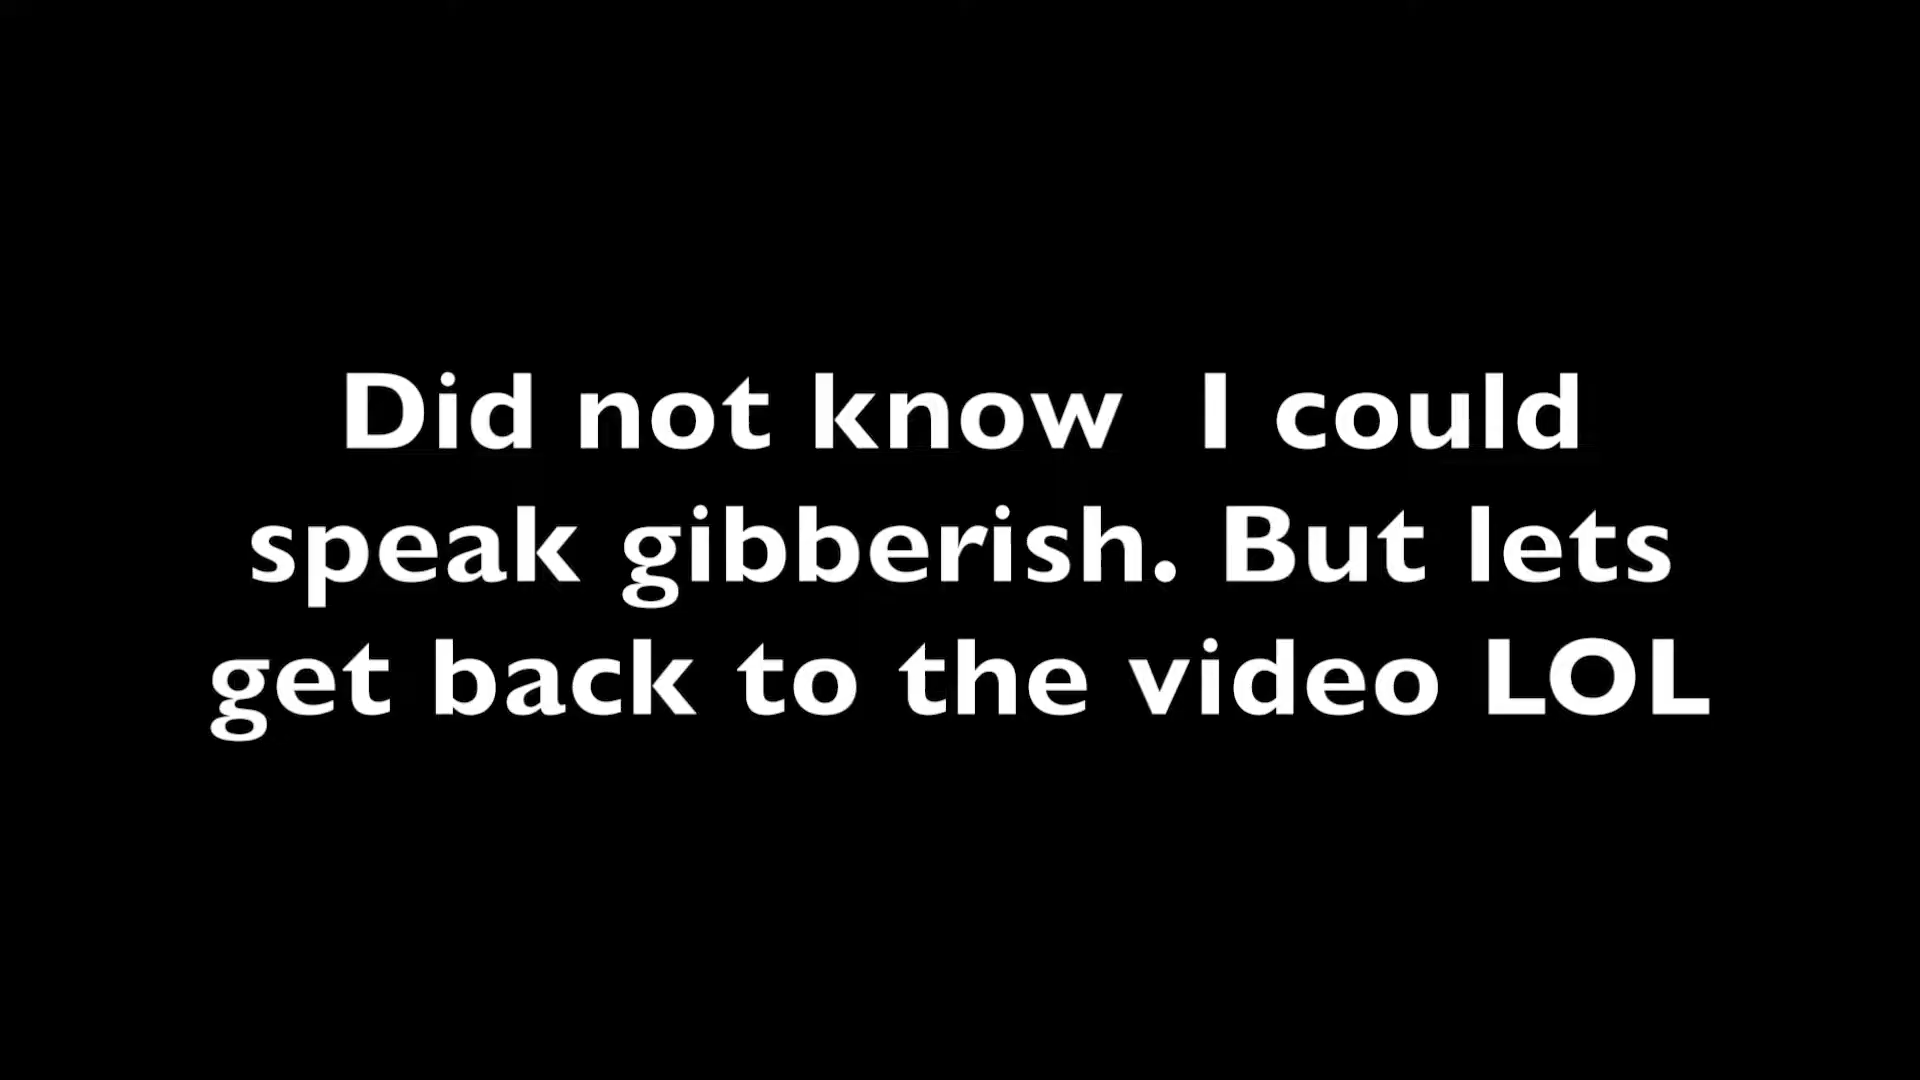 Did not know  I could
speak gibberish. But lets
get back to the video LOL